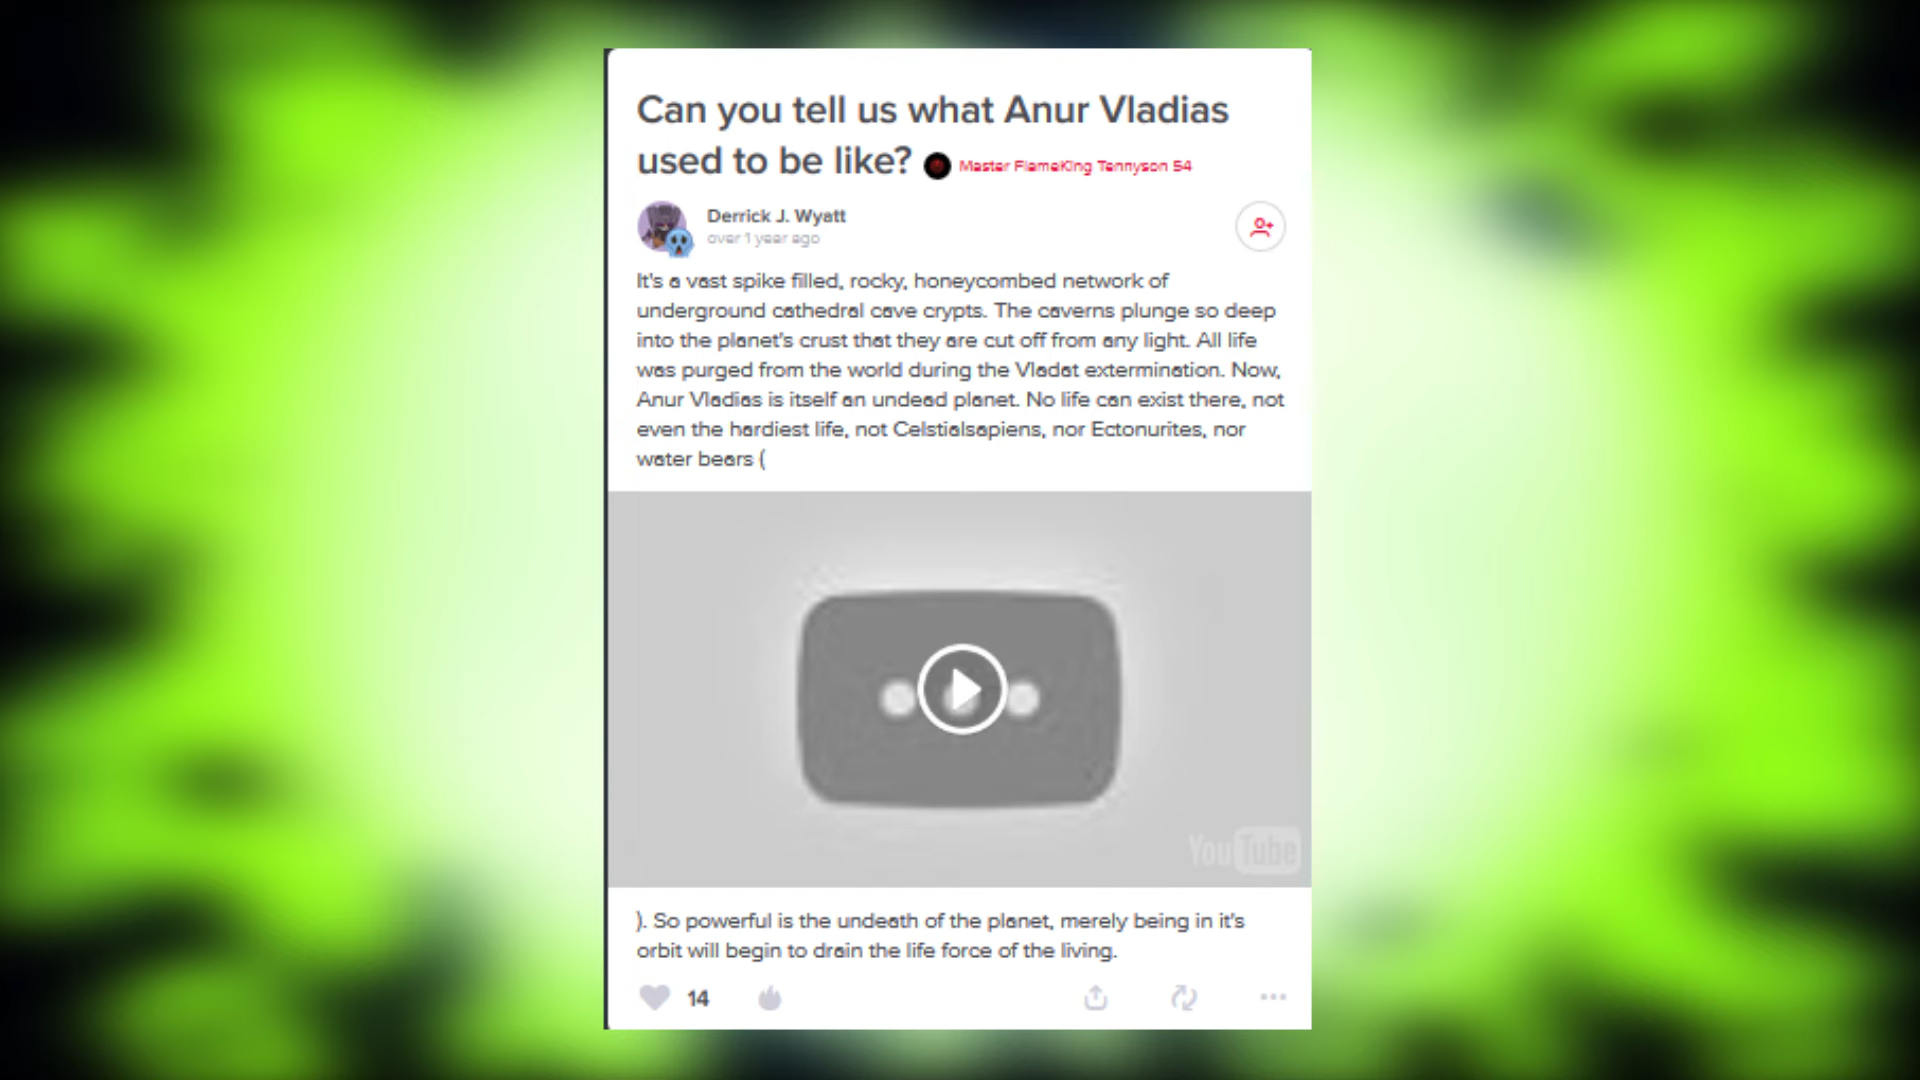 Can you tell us what Anur Vladias
used to be like? Master FlameKing Tennyson 54
Derrick J. Wyatt
over 1 year ago
It's a vast spike filled, rocky, honeycombed network of
underground cathedral cave crypts. The caverns plunge so deep
into the planet's crust that they are cut off from any light. All life
was purged from the world during the Vladat extermination. Now,
Anur Vladias is itself an undead planet. No life can exist there, not
even the hardiest life, not Celstialsapiens, nor Ectonurites, nor
water bears (
YouTube
). So powerful is the undeath of the planet, merely being in it's
orbit will begin to drain the life force of the living.
14